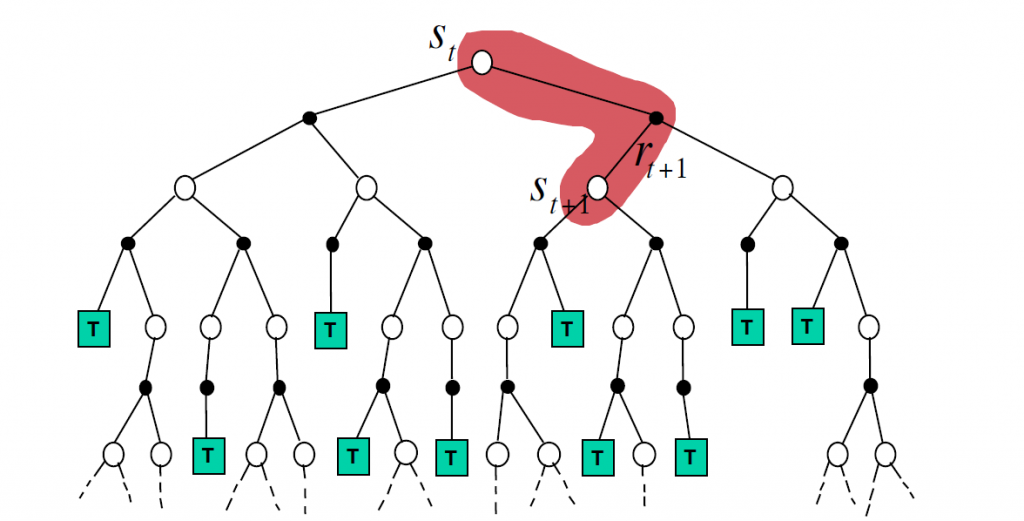 s_t
r_{t+1}
s_{t+1}
T T T T T
T T T T T